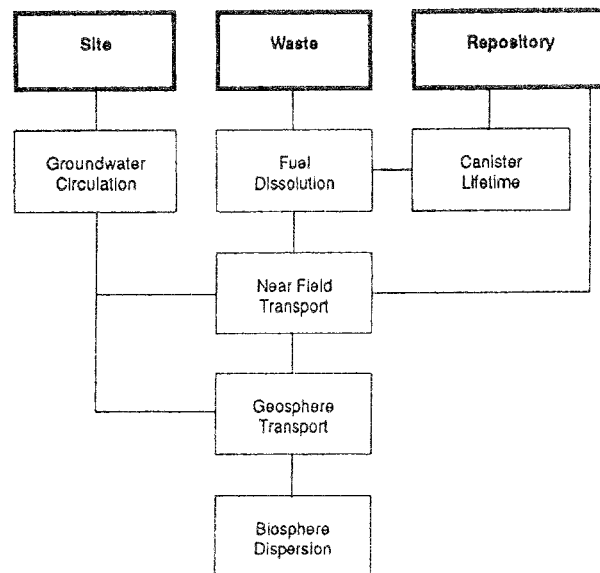 Site
Waste
Repository
Groundwater
Circulation
Fuel
Dissolution
Canister
Lifetime
Near Field
Transport
Geosphere
Transport
Biosphere
Dispersion